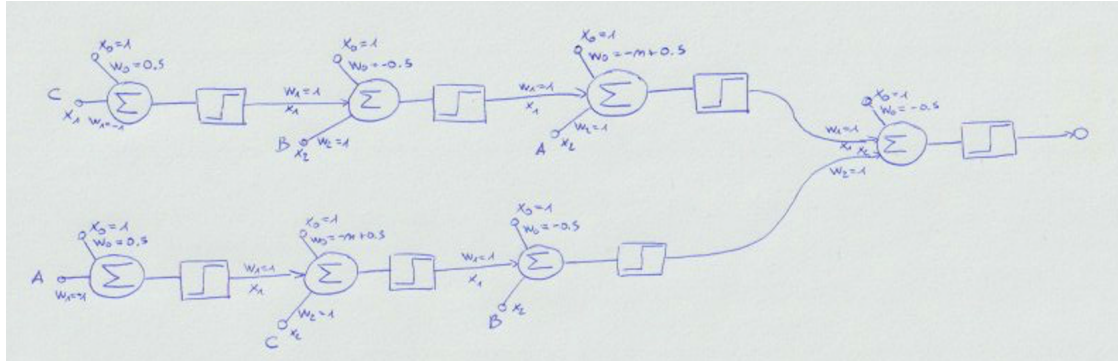 x₀=1
w₀=0.5
C
x₁
w₁=-1
x₀=1
w₀=-0.5
w₁=1
x₁
B
x₂
w₂=1
x₀=1
w₀=-n+0.5
w₁=1
x₁
A
x₂
w₂=1
x₀=1
w₀=-0.5
w₁=1
x₁
x₂
w₂=1
x₀=1
w₀=0.5
A
w₁=-1
x₀=1
w₀=-n+0.5
w₁=1
x₁
C
x₂
w₂=1
x₀=1
w₀=-0.5
w₁=1
x₁
B
x₂